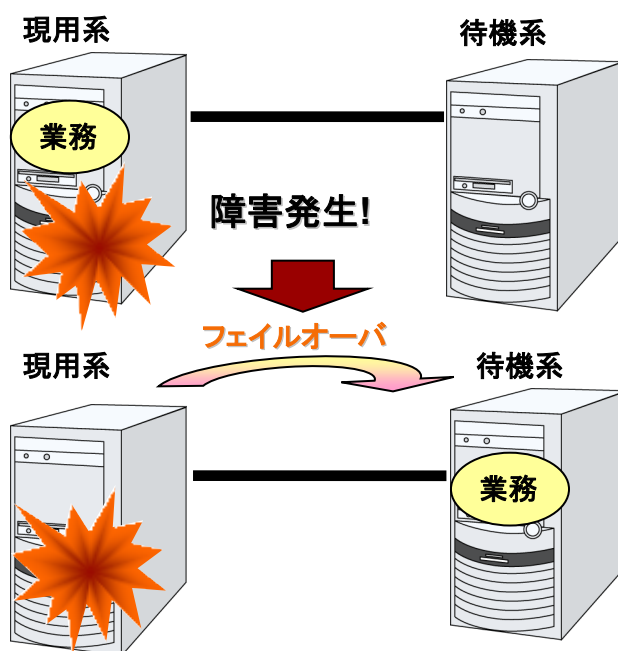 現用系
待機系
業務
障害発生!
フェイルオーバ
現用系
待機系
業務